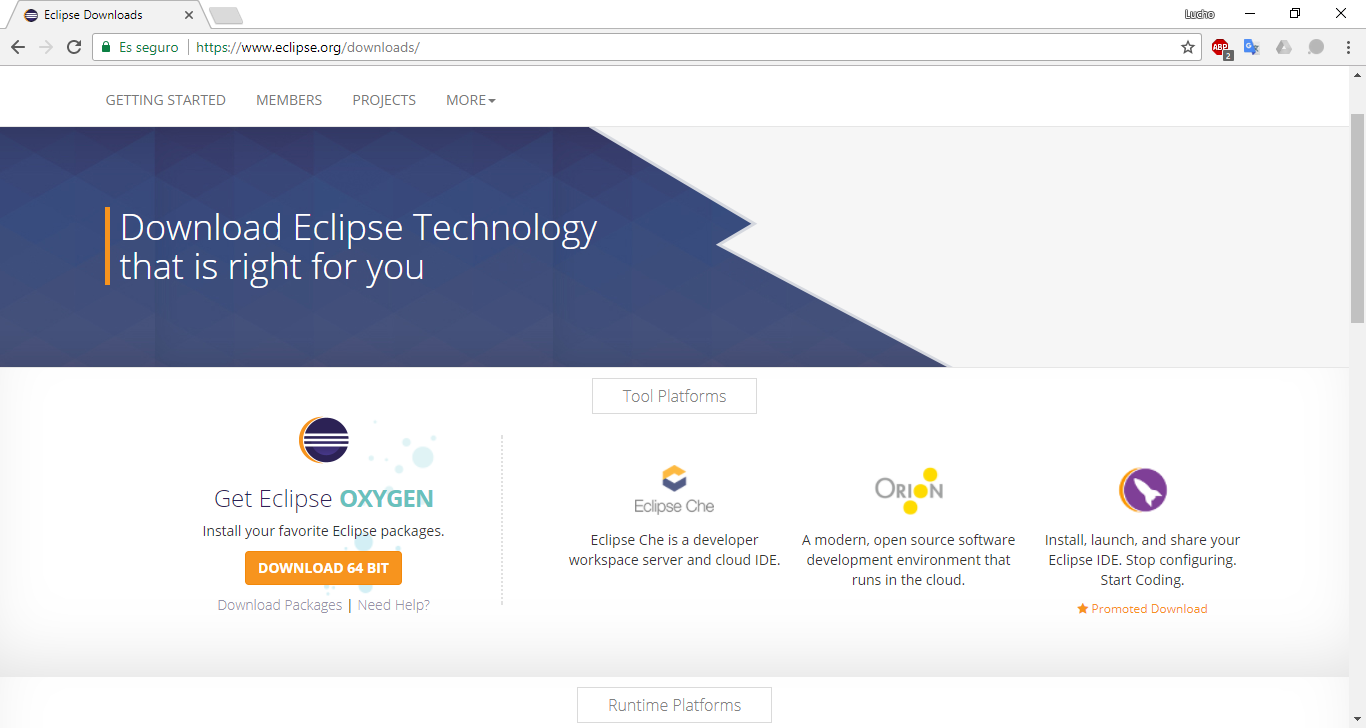 Eclipse Downloads
Lucho
Es seguro
https://www.eclipse.org/downloads/
ABP
2
G
GETTING STARTED
MEMBERS
PROJECTS
MORE
Download Eclipse Technology
that is right for you
Tool Platforms
Get Eclipse OXYGEN
Install your favorite Eclipse packages.
DOWNLOAD 64 BIT
Download Packages | Need Help?
Eclipse Che
Eclipse Che is a developer
workspace server and cloud IDE.
ORION
A modern, open source software
development environment that
runs in the cloud.
Install, launch, and share your
Eclipse IDE. Stop configuring.
Start Coding.
Promoted Download
Runtime Platforms